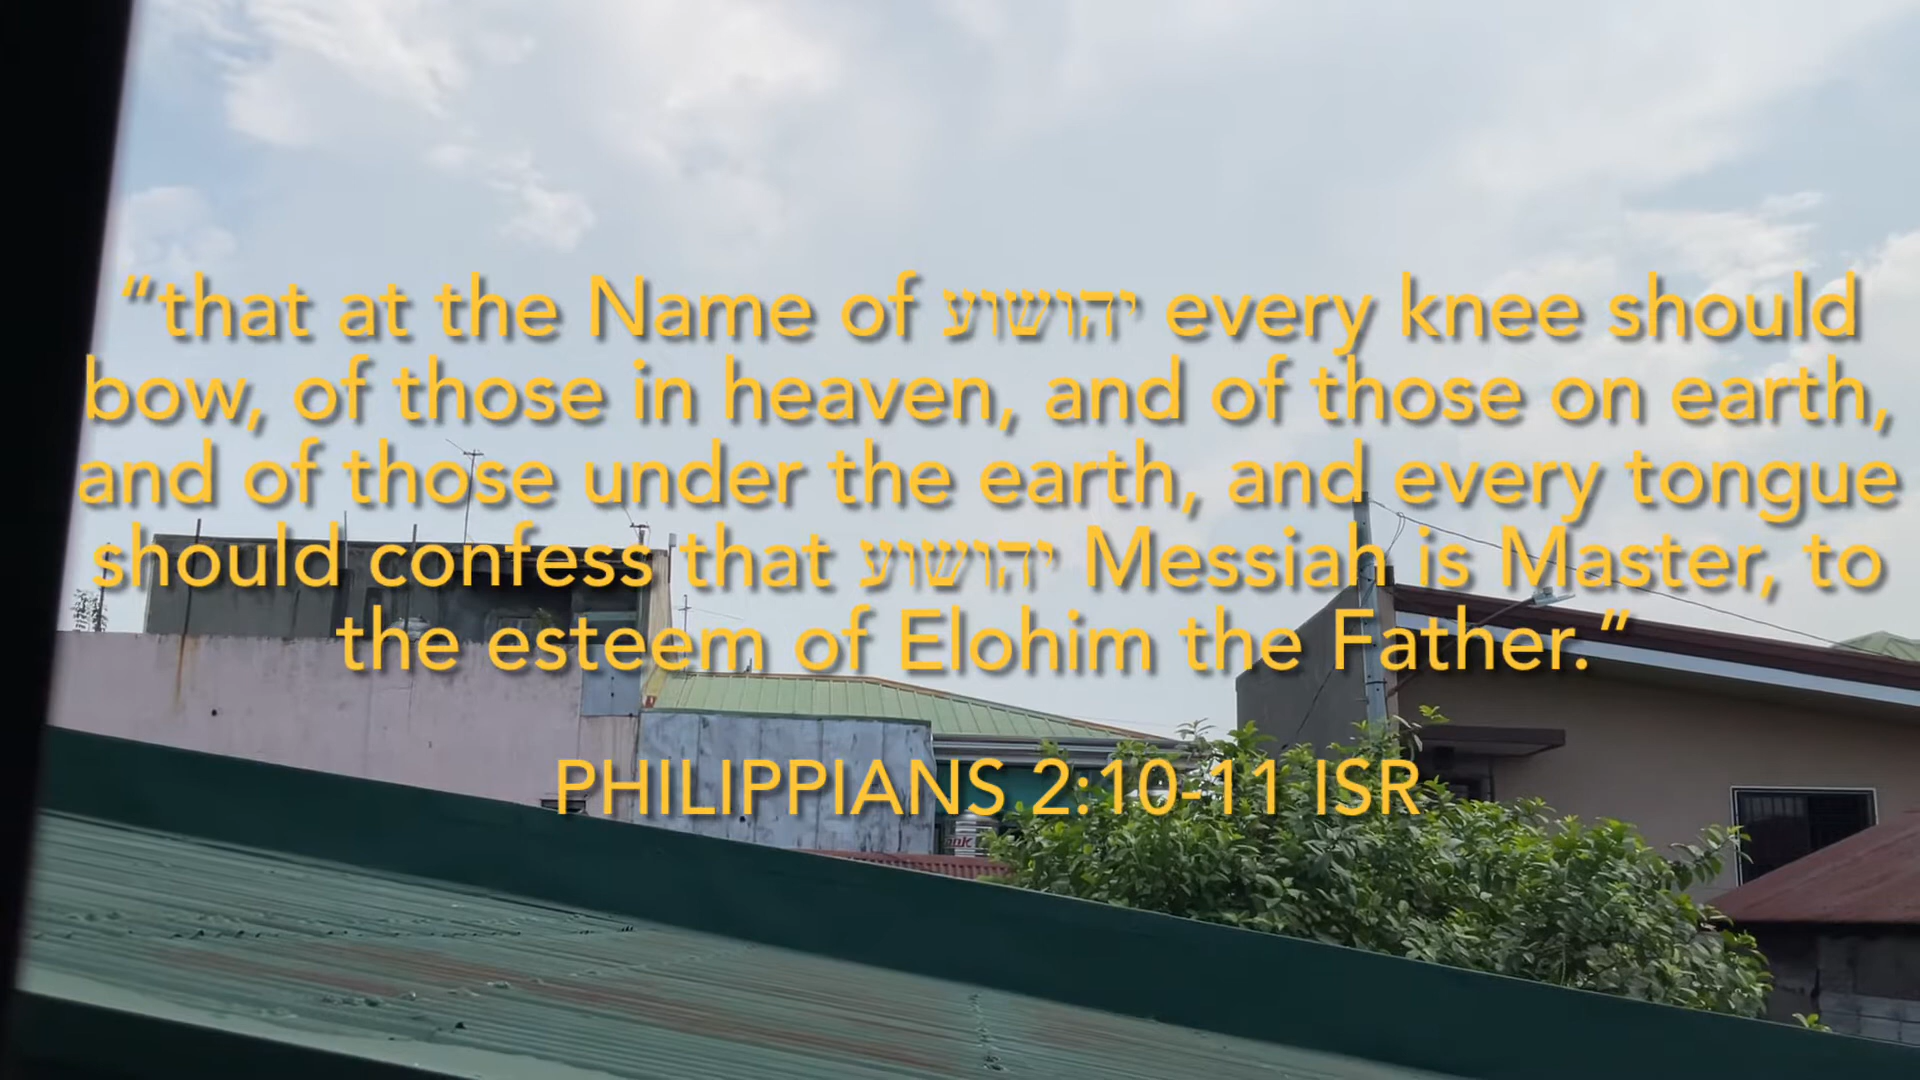 “that at the Name of יהושוע every knee should
bow, of those in heaven, and of those on earth,
and of those under the earth, and every tongue
should confess that יהושוע Messiah is Master, to
the esteem of Elohim the Father.”
PHILIPPIANS 2:10-11 ISR